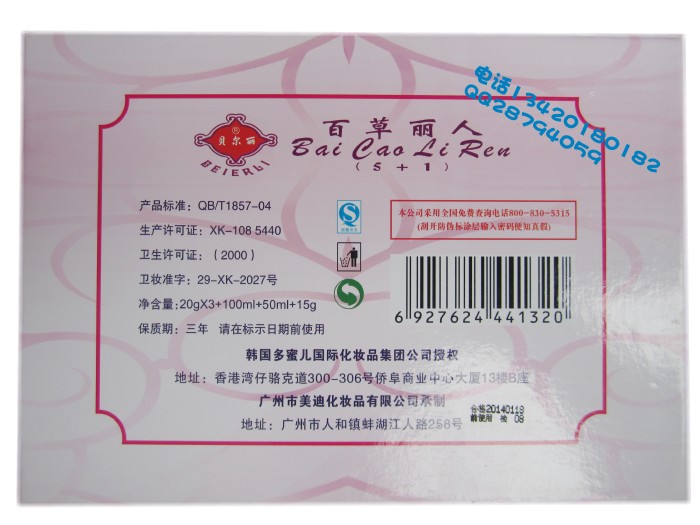 电话13420180182
QQ28794059
百草丽人
Bai Cao Li Ren
(S+1)
®
贝尔丽
BEIERLI
产品标准：QB/T1857-04
生产许可证：XK-108 5440
卫生许可证：（2000）
卫妆准字：29-XK-2027号
净含量：20gX3+100ml+50ml+15g
保质期：三年 请在标示日期前使用
本公司采用全国免费查询电话800-830-5315
(刮开防伪标涂层输入密码便知真假)
6 927624 441320
韩国多蜜儿国际化妆品集团公司授权
地址：香港湾仔骆克道300-306号侨阜商业中心大厦13楼B座
广州市美迪化妆品有限公司承制
地址：广州市人和镇蚌湖江人路256号
合格20140118
前使用 检 08